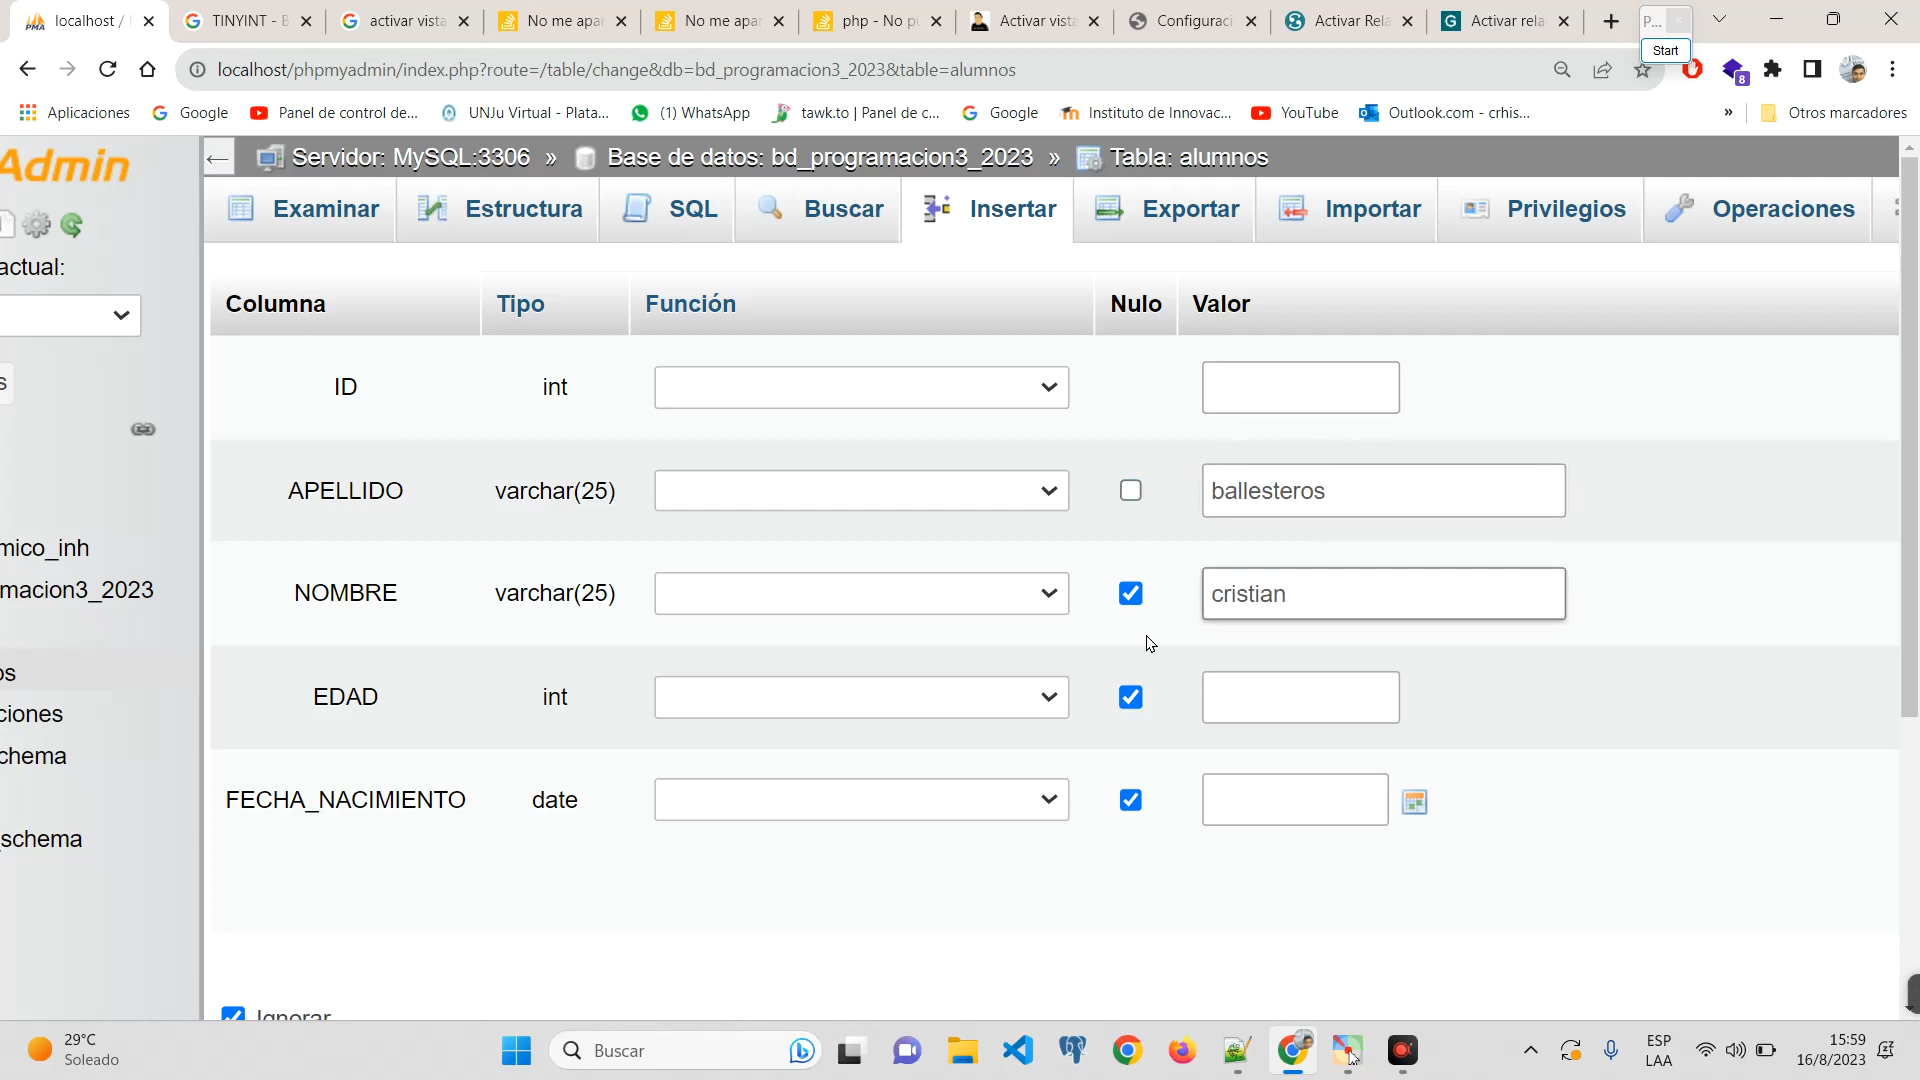 localhost /
TINYINT - B
activar vista
No me apar
No me apar
php - No pu
Activar vista
Configuraci
Activar Rela
Activar rela
P...
Start
localhost/phpmyadmin/index.php?route=/table/change&db=bd_programacion3_2023&table=alumnos
8
Aplicaciones
Google
Panel de control de...
UNJu Virtual - Plata...
(1) WhatsApp
tawk.to | Panel de c...
Google
Instituto de Innovac...
YouTube
Outlook.com - crhis...
»
Otros marcadores
Admin
Servidor: MySQL:3306 » Base de datos: bd_programacion3_2023 » Tabla: alumnos
Examinar
Estructura
SQL
Buscar
Insertar
Exportar
Importar
Privilegios
Operaciones
actual:
Columna Tipo Función Nulo Valor
ID int
APELLIDO varchar(25) ballesteros
NOMBRE varchar(25) cristian
EDAD int
FECHA_NACIMIENTO date
s
mico_inh
macion3_2023
os
ciones
chema
schema
Ignorar
29°C
Soleado
Buscar
ESP
LAA
15:59
16/8/2023